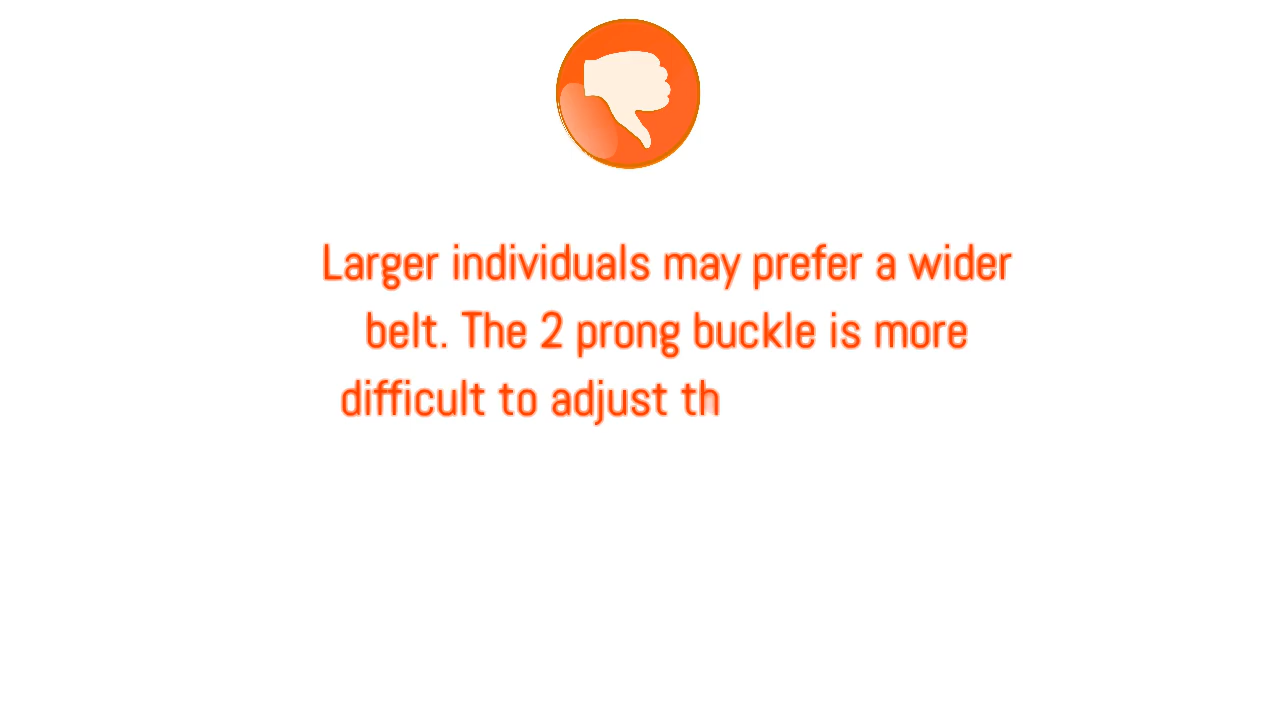 Larger individuals may prefer a wider
belt. The 2 prong buckle is more
difficult to adjust th